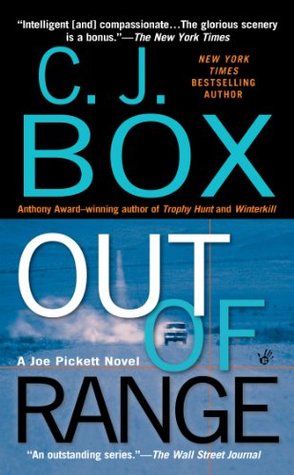 "Intelligent [and] compassionate...The glorious scenery
is a bonus."—The New York Times
C. J.
NEW YORK
TIMES
BESTSELLING
AUTHOR
BOX
Anthony Award–winning author of Trophy Hunt and Winterkill
OUT
OF
A Joe Pickett Novel
RANGE
"An outstanding series."—The Wall Street Journal